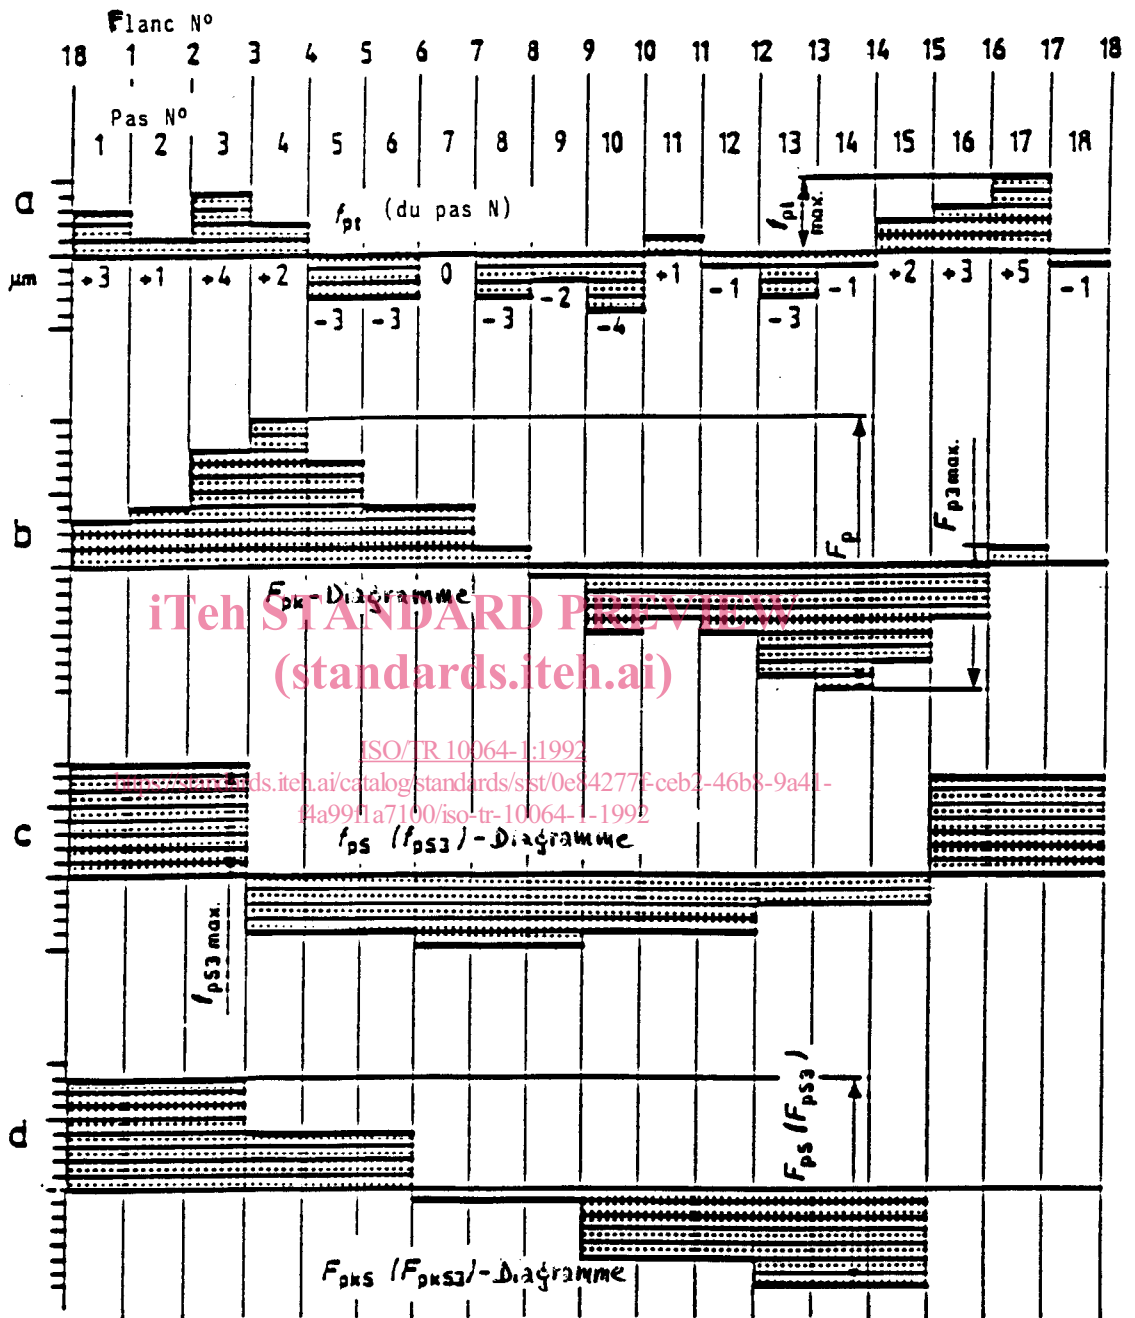 Flanc N°
18 1 2 3 4 5 6 7 8 9 10 11 12 13 14 15 16 17 18
Pas N°
1 2 3 4 5 6 7 8 9 10 11 12 13 14 15 16 17 18
a
fpt (du pas N)
fpt max.
μm
+3 +1 +4 +2 -3 -3 0 -3 -2 -4 +1 -1 -3 -1 +2 +3 +5 -1
b
Fp
Fp3max.
Fpk-Diagramme
iTeh STANDARD PREVIEW
(standards.iteh.ai)
ISO/TR 10064-1:1992
https://standards.iteh.ai/catalog/standards/sist/0e84277f-ceb2-46b8-9a41-
f4a99f1a7100/iso-tr-10064-1-1992
c
fpS (fpS3)-Diagramme
fpS3 max.
d
FpS (FpS3)
FpkS (FpkS3)-Diagramme